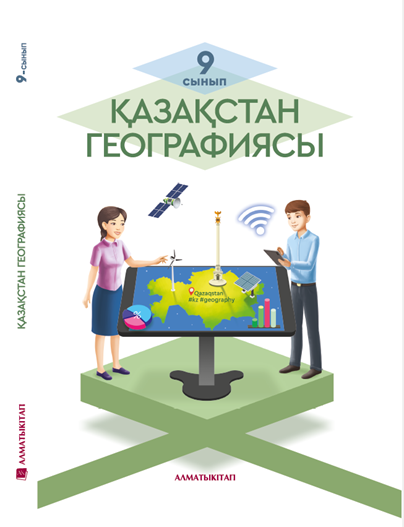 9-сынып
ҚАЗАҚСТАН ГЕОГРАФИЯСЫ
АЛМАТЫКІТАП
9
СЫНЫП
ҚАЗАҚСТАН
ГЕОГРАФИЯСЫ
Qazaqstan
#kz #geography
%
АЛМАТЫКІТАП